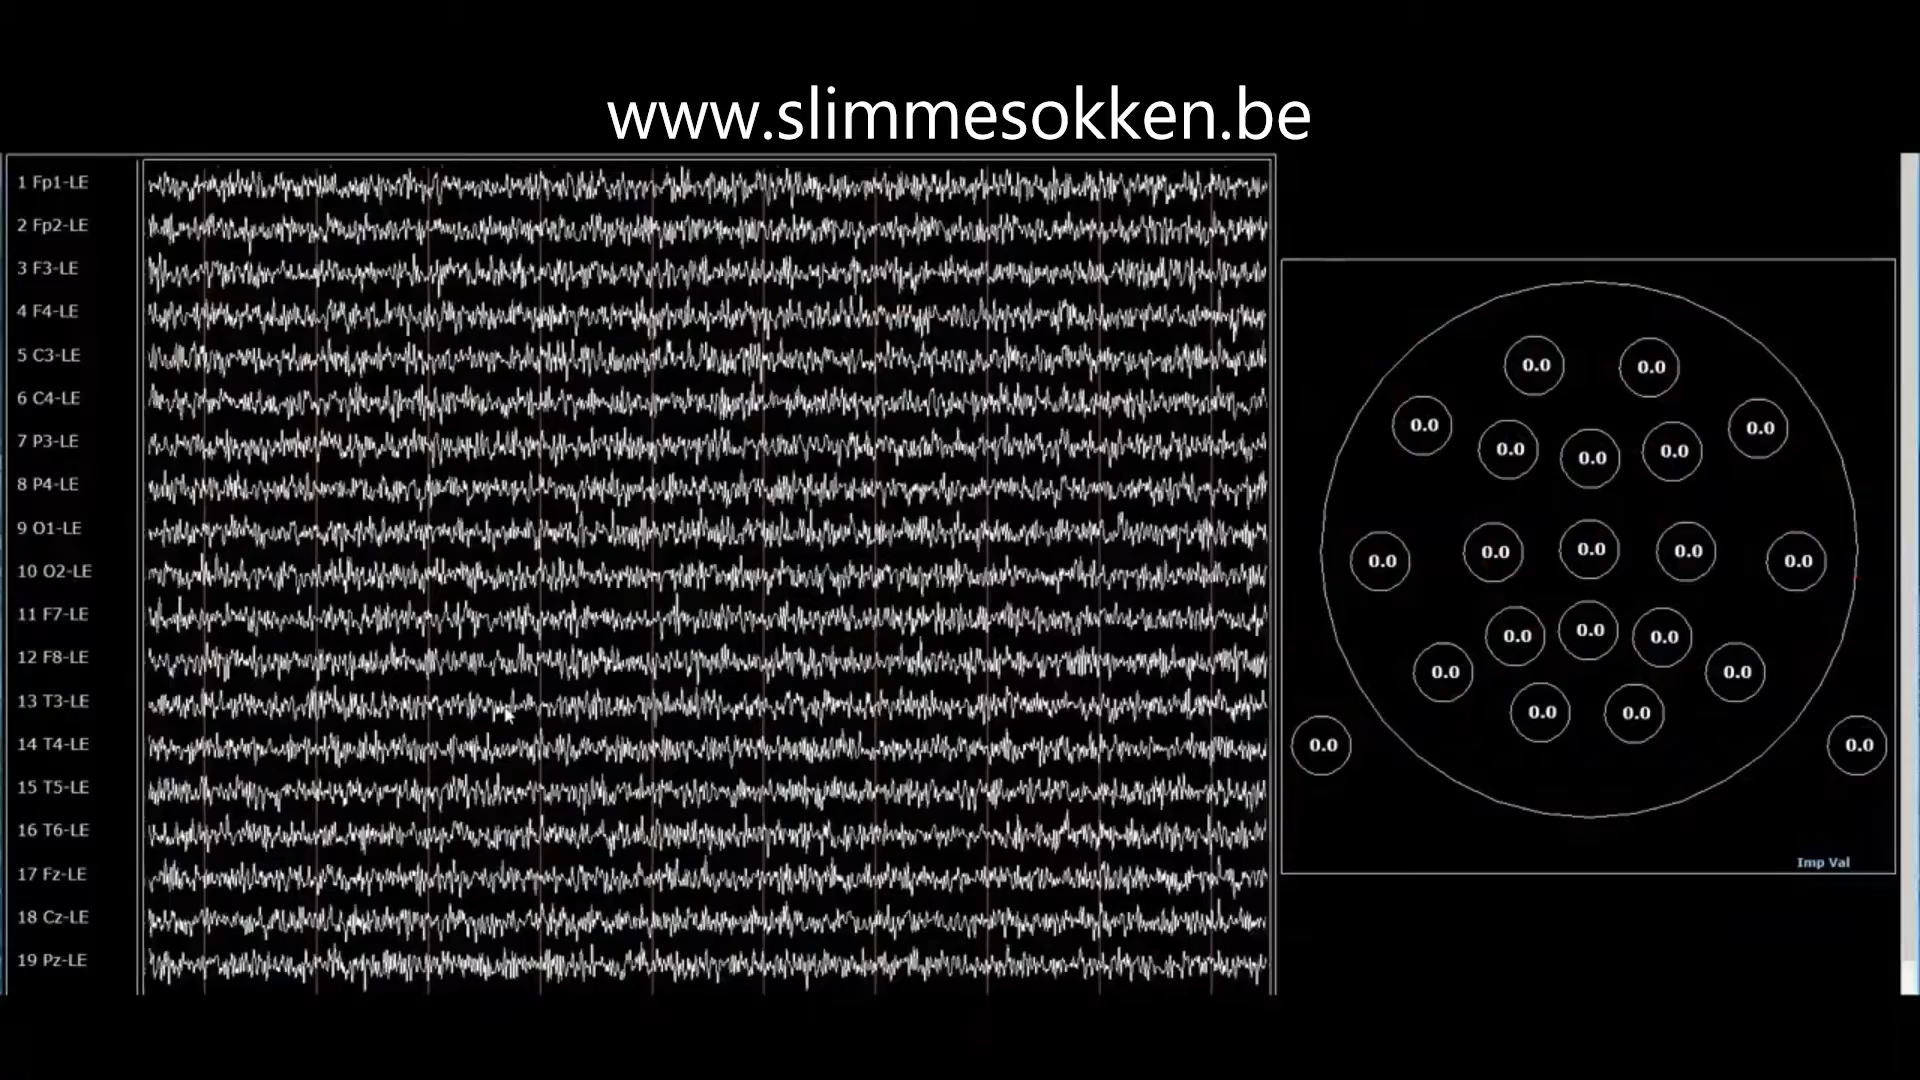 www.slimmesokken.be
1 Fp1-LE
2 Fp2-LE
3 F3-LE
4 F4-LE
5 C3-LE
6 C4-LE
7 P3-LE
8 P4-LE
9 O1-LE
10 O2-LE
11 F7-LE
12 F8-LE
13 T3-LE
14 T4-LE
15 T5-LE
16 T6-LE
17 Fz-LE
18 Cz-LE
19 Pz-LE
0.0 0.0
0.0 0.0
0.0 0.0 0.0
0.0 0.0 0.0 0.0 0.0
0.0 0.0 0.0
0.0 0.0
0.0 0.0
0.0 0.0
Imp Val